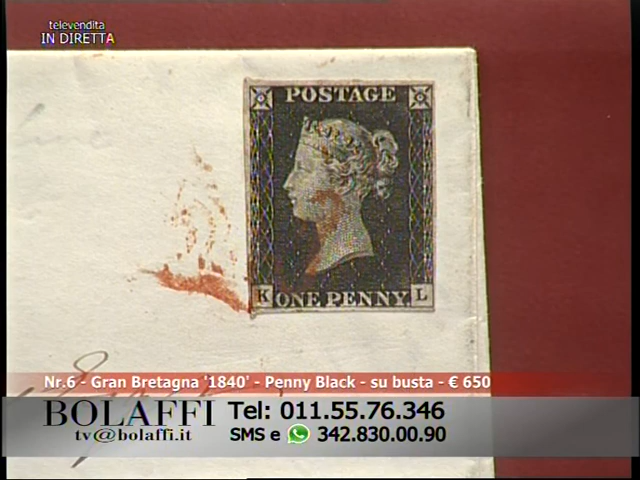 televendita
IN DIRETTA
POSTAGE
K ONE PENNY L
Nr.6 - Gran Bretagna '1840' - Penny Black - su busta - € 650
BOLAFFI
tv@bolaffi.it
Tel: 011.55.76.346
SMS e 342.830.00.90